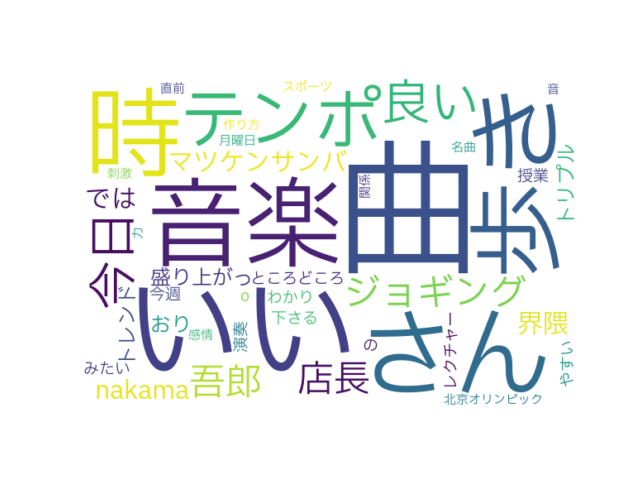 直前
スポーツ
音
時
テンポ
良い
歩き
作り方
月曜日
名曲
マツケンサンバ
刺激
関係
授業
トリプル
では
音楽
曲
今日
カ
盛り上がっ
ところどころ
ジョギング
今週
o
わかり
いい
さん
トレンド
おり
感情
演奏
下さる
の
レクチャー
界隈
やすい
みたい
nakama
吾郎
店長
北京オリンピック